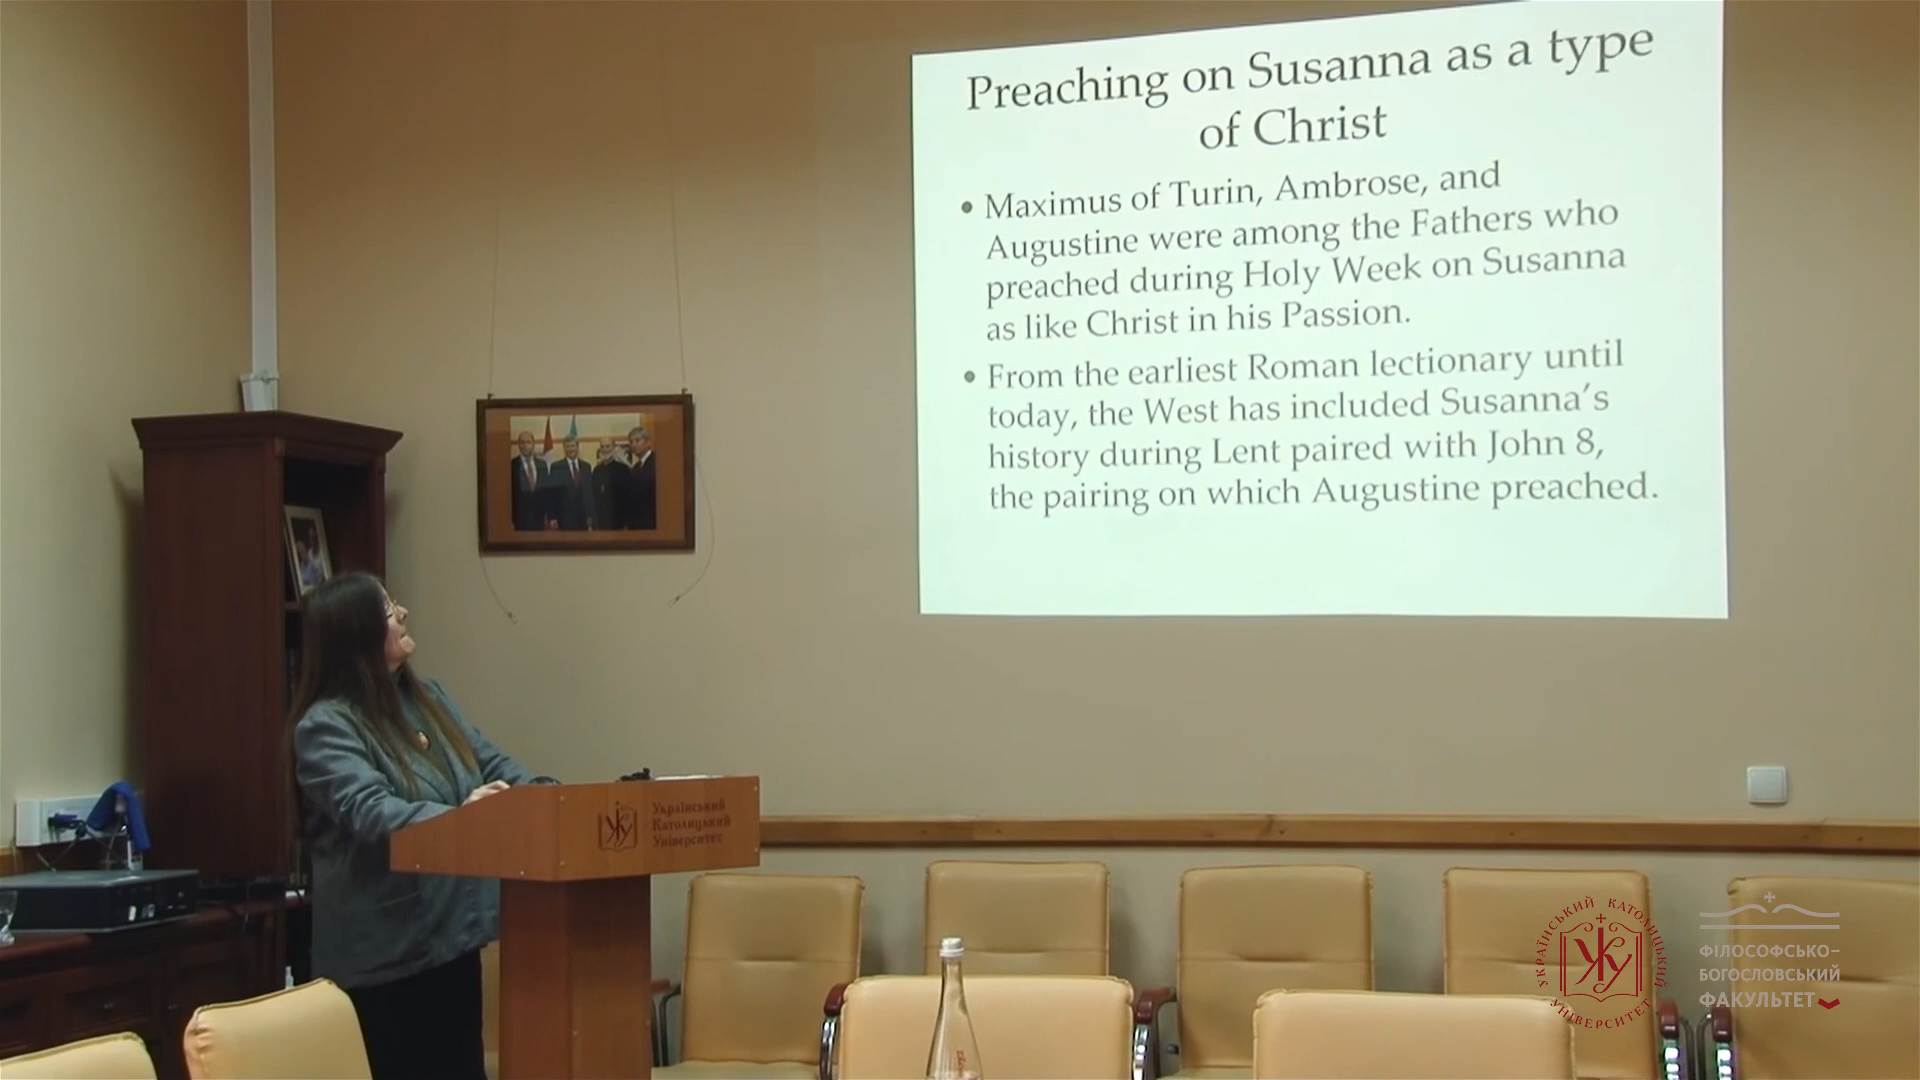 Preaching on Susanna as a type
of Christ
• Maximus of Turin, Ambrose, and
Augustine were among the Fathers who
preached during Holy Week on Susanna
as like Christ in his Passion.
• From the earliest Roman lectionary until
today, the West has included Susanna's
history during Lent paired with John 8,
the pairing on which Augustine preached.
Український
Католицький
Університет
УКРАЇНСЬКИЙ КАТОЛИЦЬКИЙ УНІВЕРСИТЕТ
ФІЛОСОФСЬКО-
БОГОСЛОВСЬКИЙ
ФАКУЛЬТЕТ